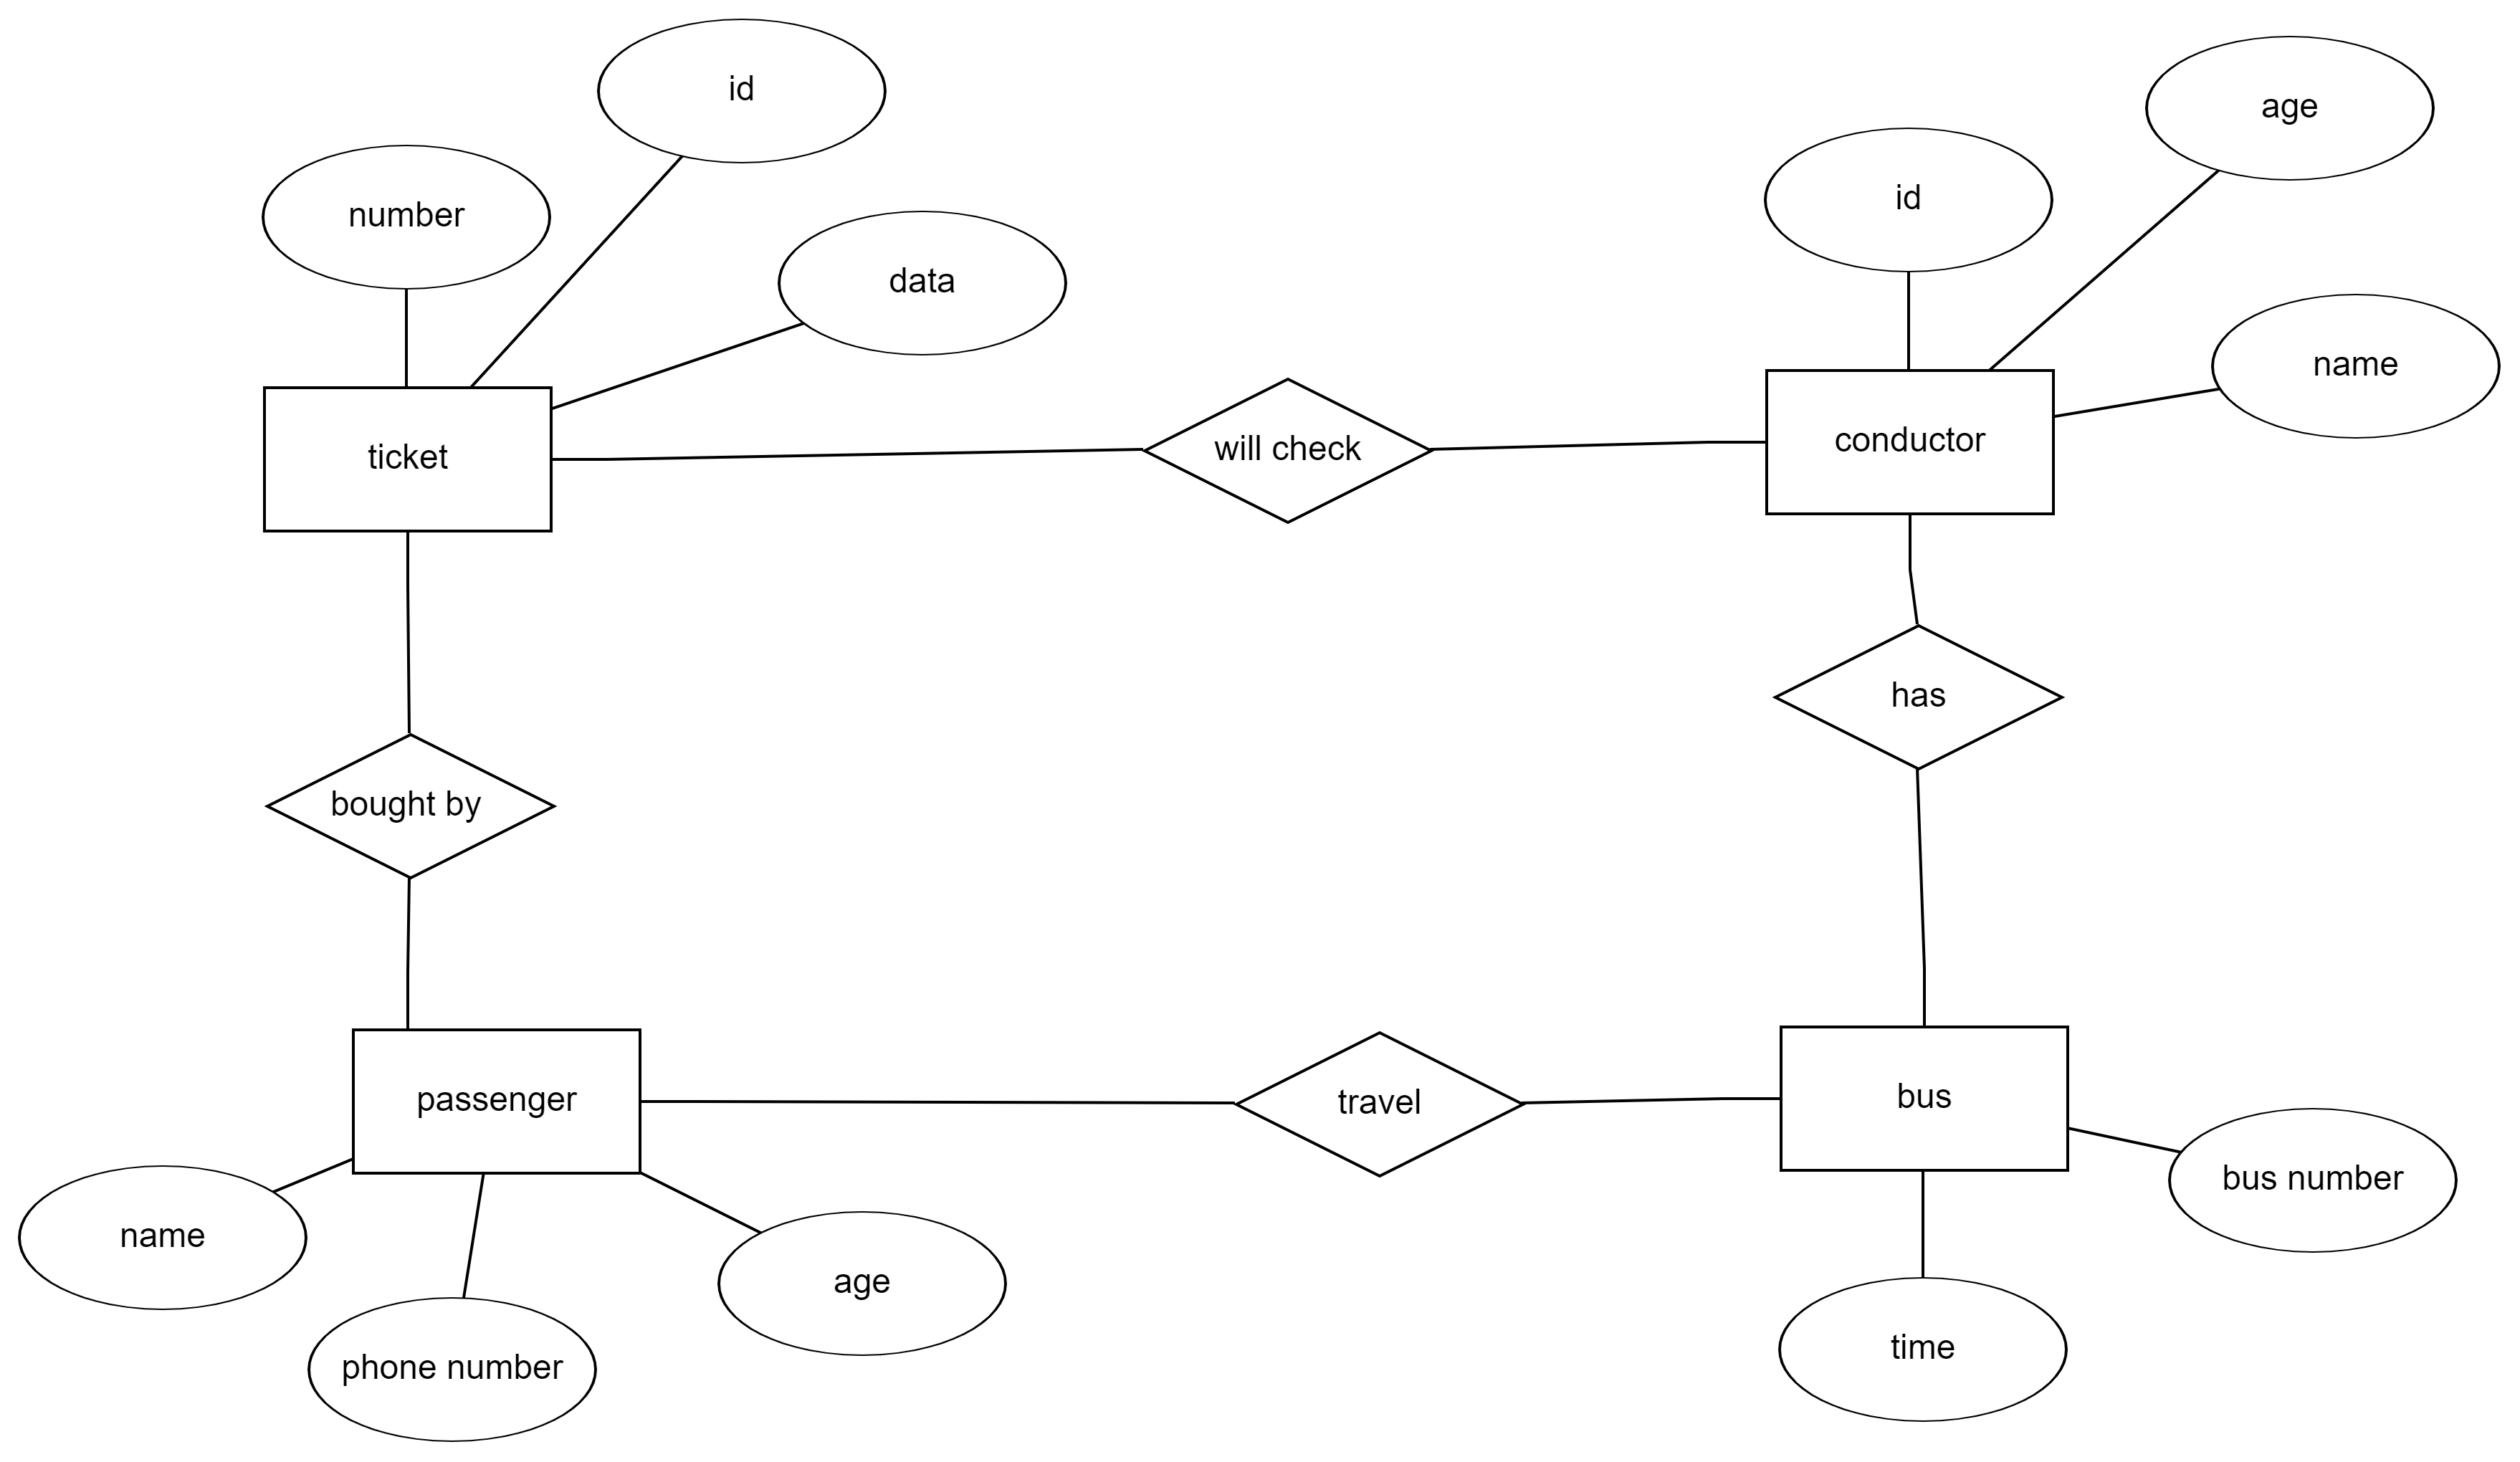 id
age
id
number
data
name
conductor
will check
ticket
has
bought by
bus
passenger
travel
bus number
name
age
time
phone number